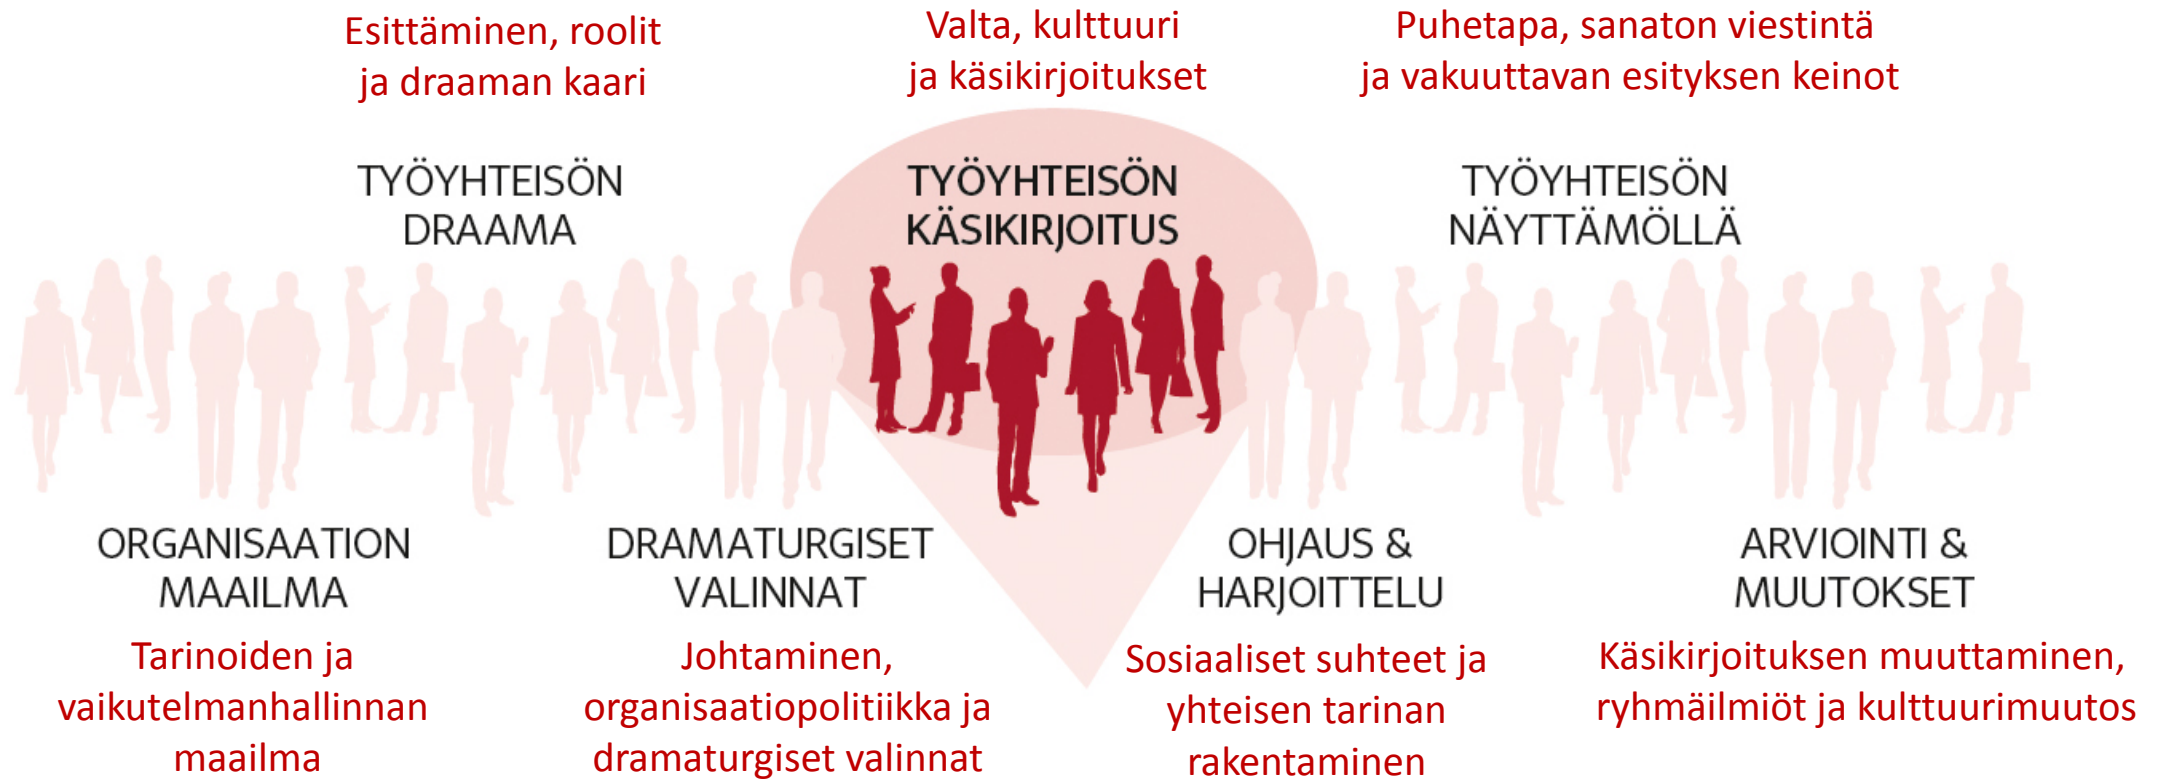 Esittäminen, roolit
ja draaman kaari
Valta, kulttuuri
ja käsikirjoitukset
Puhetapa, sanaton viestintä
ja vakuuttavan esityksen keinot
TYÖYHTEISÖN
DRAAMA
TYÖYHTEISÖN
KÄSIKIRJOITUS
TYÖYHTEISÖN
NÄYTTÄMÖLLÄ
ORGANISAATION
MAAILMA
DRAMATURGISET
VALINNAT
OHJAUS &
HARJOITTELU
ARVIOINTI &
MUUTOKSET
Tarinoiden ja
vaikutelmanhallinnan
maailma
Johtaminen,
organisaatiopolitiikka ja
dramaturgiset valinnat
Sosiaaliset suhteet ja
yhteisen tarinan
rakentaminen
Käsikirjoituksen muuttaminen,
ryhmäilmiöt ja kulttuurimuutos